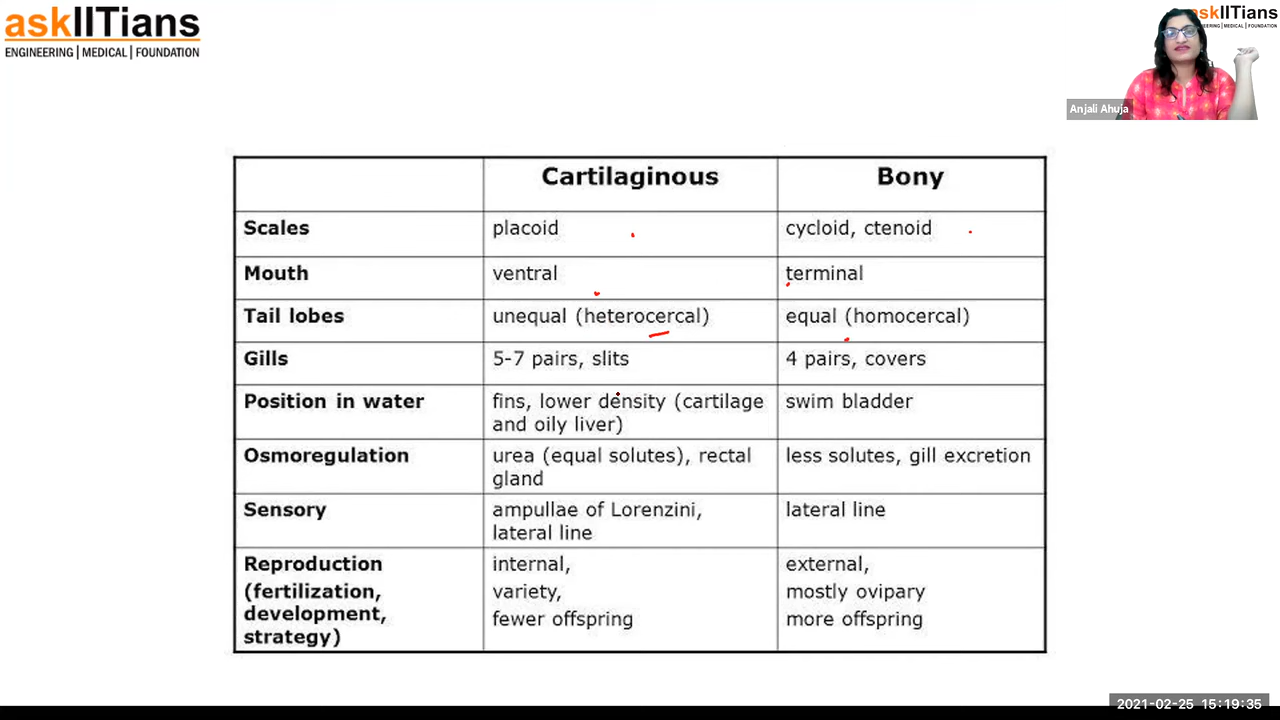 askIITians
ENGINEERING | MEDICAL | FOUNDATION
skIITians
ERING | MEDICAL | FOUNDATION
Anjali Ahuja
Cartilaginous Bony
Scales placoid cycloid, ctenoid
Mouth ventral terminal
Tail lobes unequal (heterocercal) equal (homocercal)
Gills 5-7 pairs, slits 4 pairs, covers
Position in water fins, lower density (cartilage swim bladder
and oily liver)
Osmoregulation urea (equal solutes), rectal less solutes, gill excretion
gland
Sensory ampullae of Lorenzini, lateral line
lateral line
Reproduction internal, external,
(fertilization, variety, mostly ovipary
development, fewer offspring more offspring
strategy)
2021-02-25 15:19:35